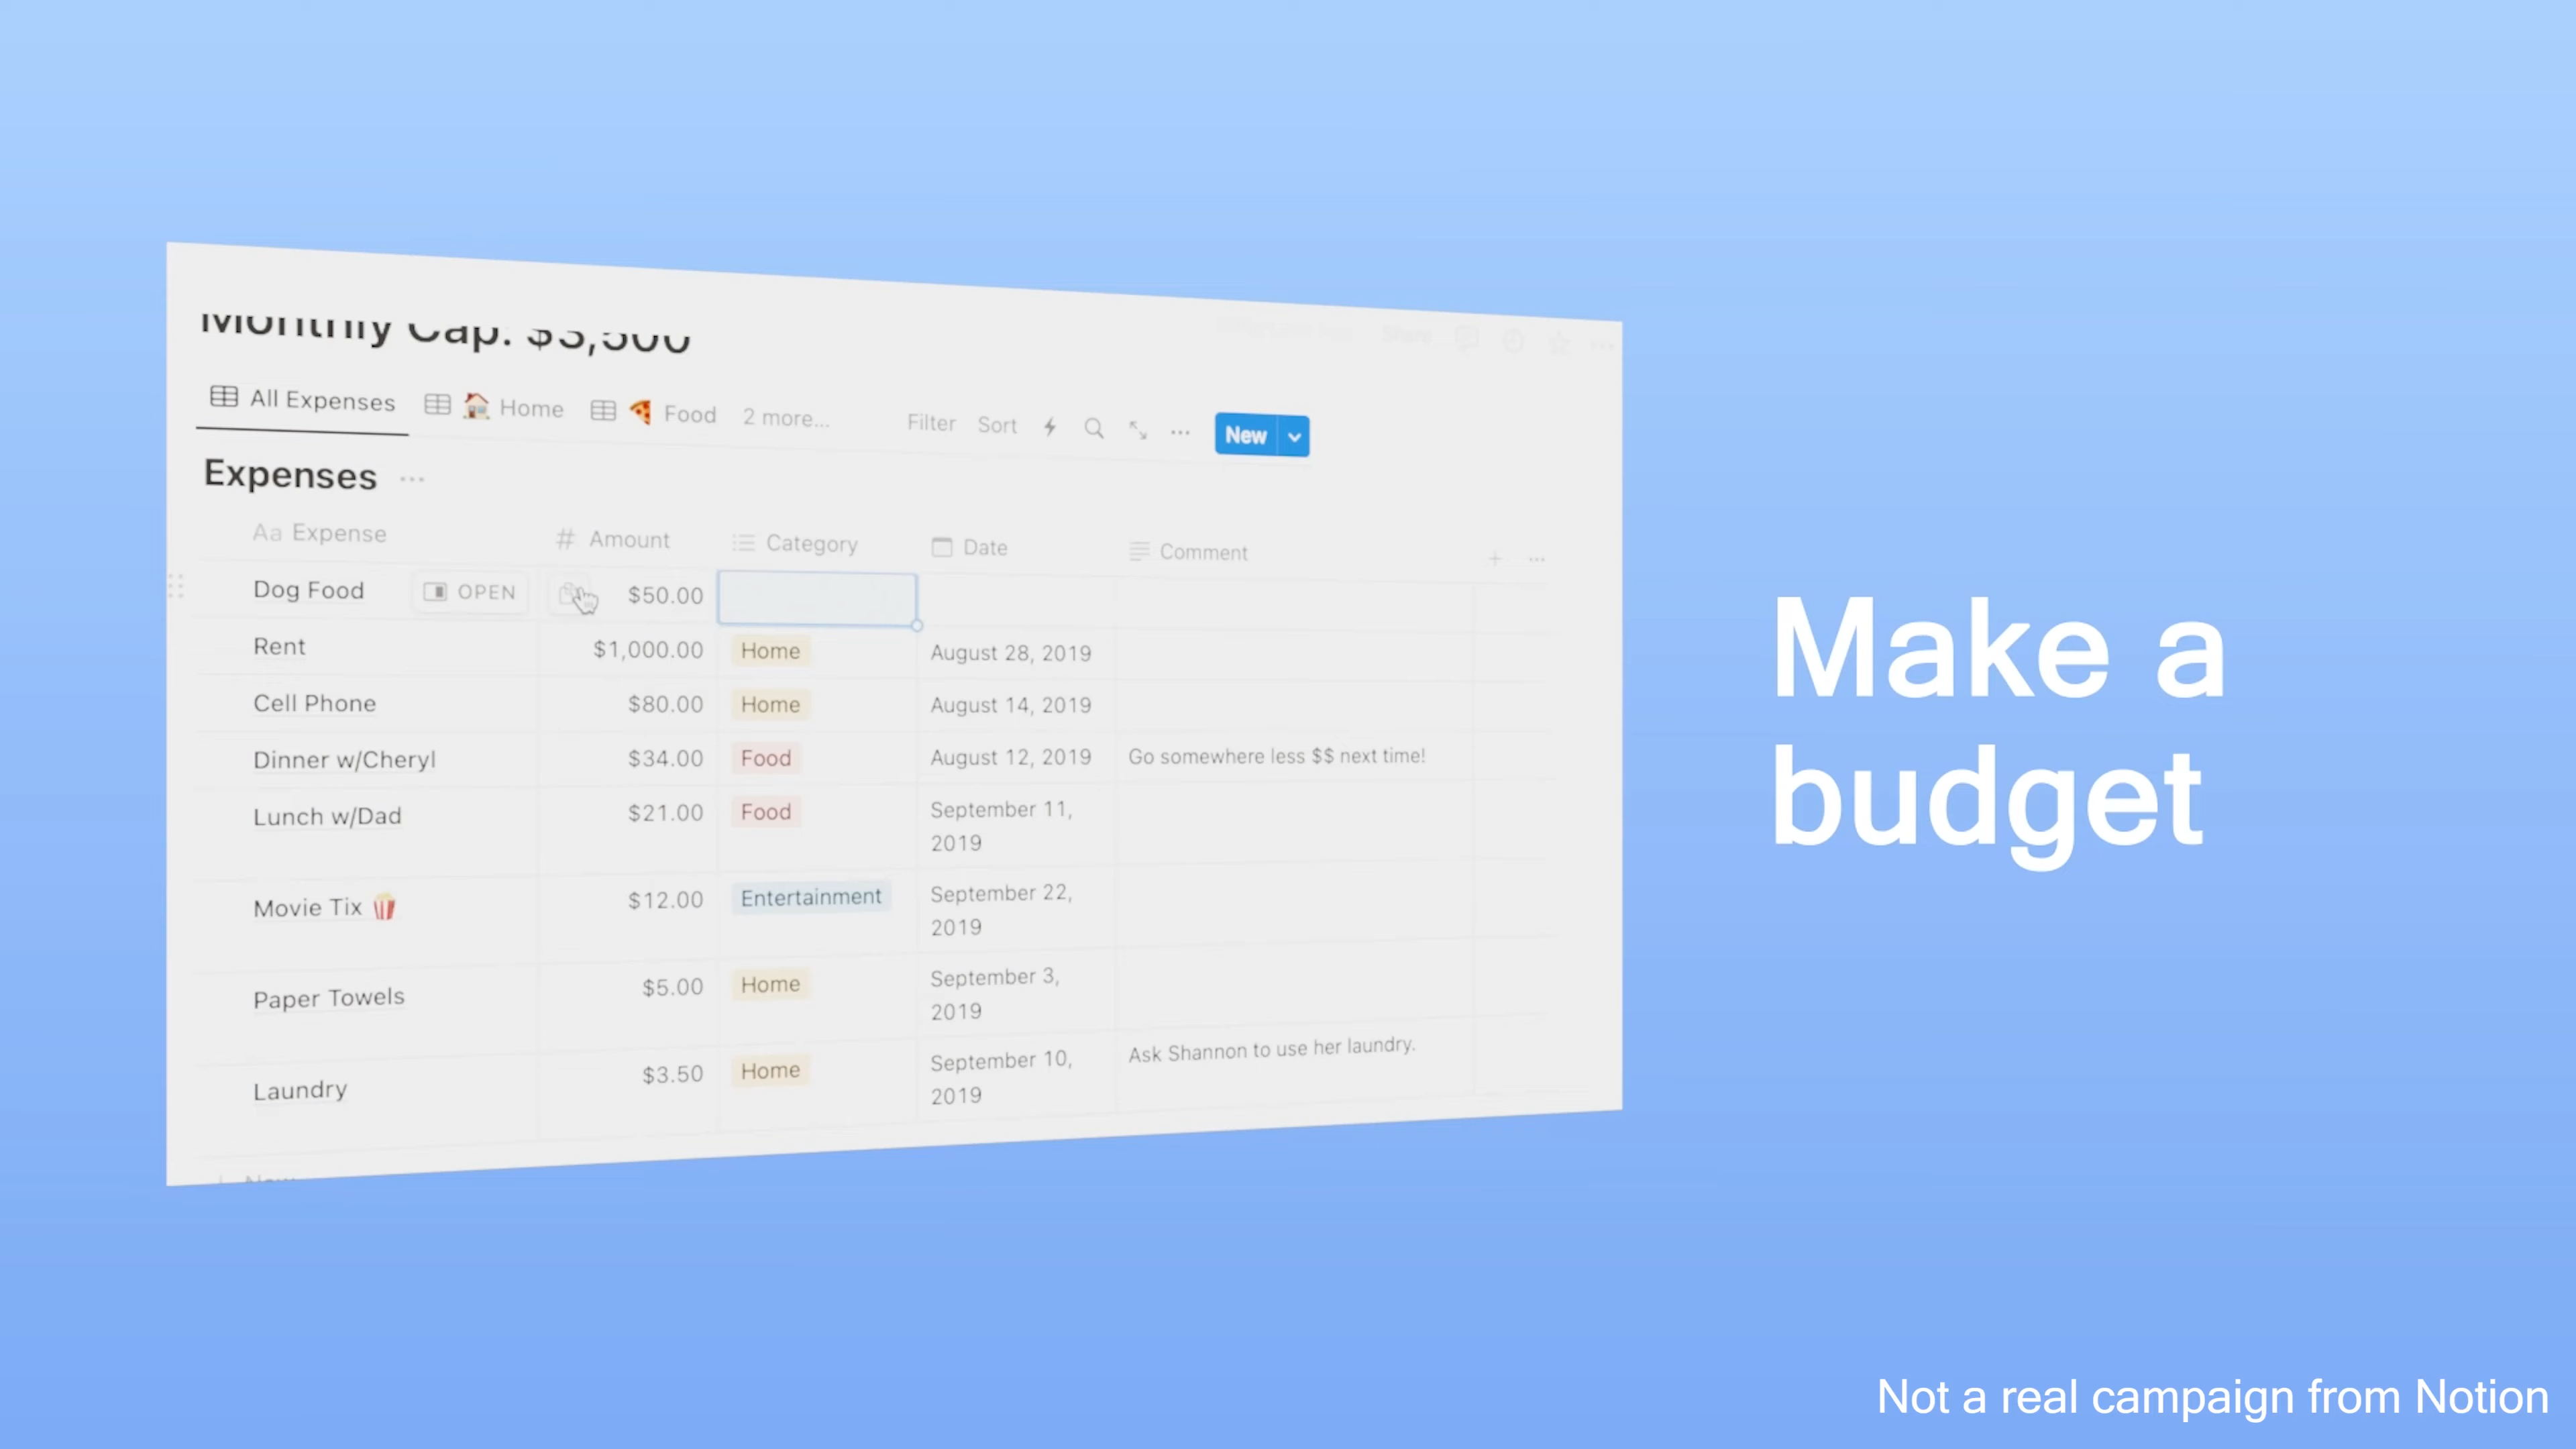 Monthly Cap: $3,500
Share
All Expenses Home Food 2 more... Filter Sort New
Expenses
Aa Expense # Amount Category Date Comment
Dog Food OPEN $50.00
Rent $1,000.00 Home August 28, 2019
Cell Phone $80.00 Home August 14, 2019
Dinner w/Cheryl $34.00 Food August 12, 2019 Go somewhere less $$ next time!
Lunch w/Dad $21.00 Food September 11,
2019
Movie Tix $12.00 Entertainment September 22,
2019
Paper Towels $5.00 Home September 3,
2019
Laundry $3.50 Home September 10,
2019
Ask Shannon to use her laundry.
New
Make a
budget
Not a real campaign from Notion